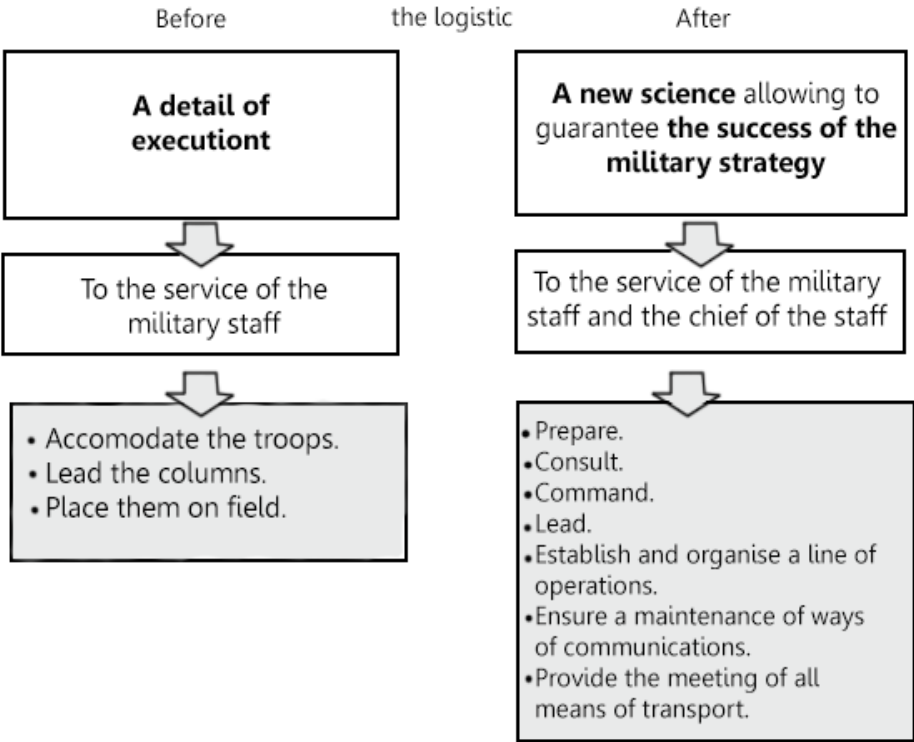 Before the logistic After
A detail of
executiont
To the service of the
military staff
• Accomodate the troops.
• Lead the columns.
• Place them on field.
A new science allowing to
guarantee the success of the
military strategy
To the service of the military
staff and the chief of the staff
• Prepare.
• Consult.
• Command.
• Lead.
• Establish and organise a line of
operations.
• Ensure a maintenance of ways
of communications.
• Provide the meeting of all
means of transport.